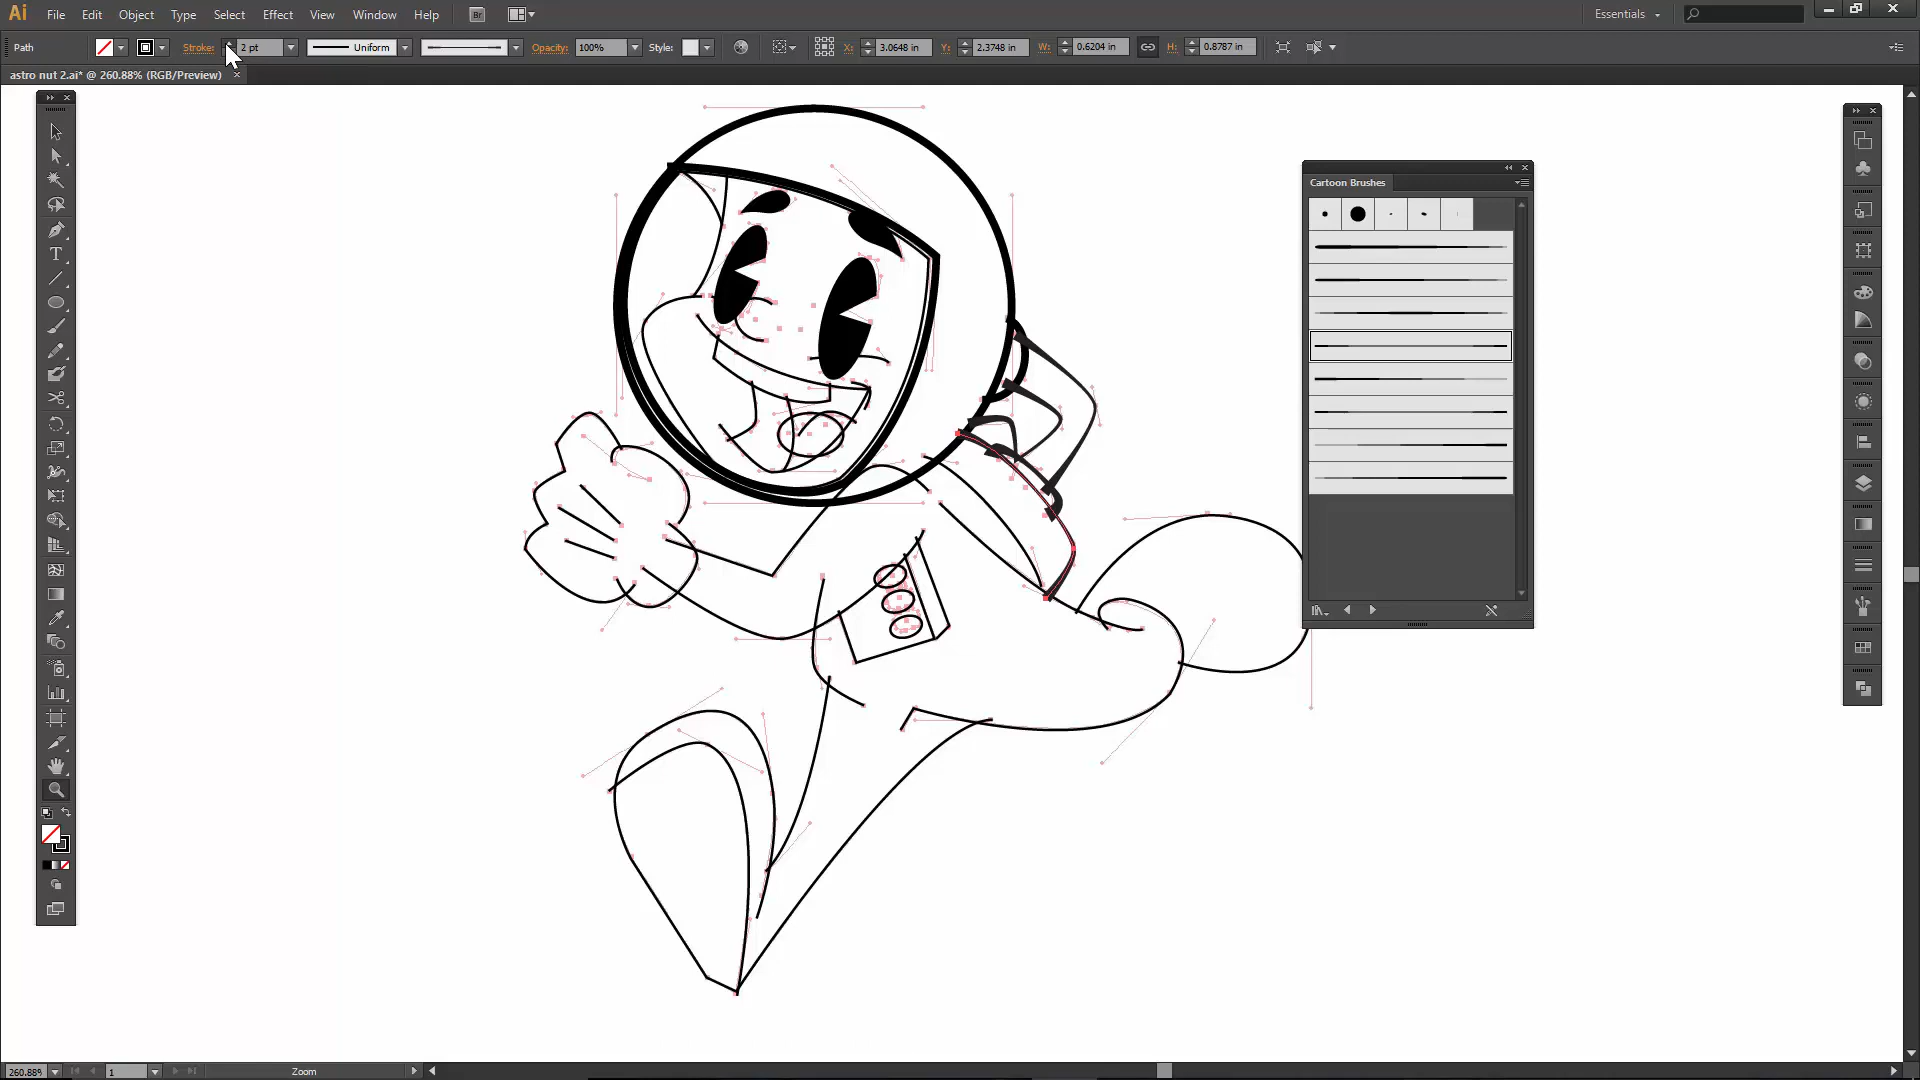 Ai File Edit Object Type Select Effect View Window Help Br Essentials
Path Stroke: 2 pt Uniform Opacity: 100% Style: X: 3.0648 in Y: 2.3748 in W: 0.6204 in H: 0.8787 in
astro nut 2.ai* @ 260.88% (RGB/Preview)
Cartoon Brushes
260.88% 1 Zoom